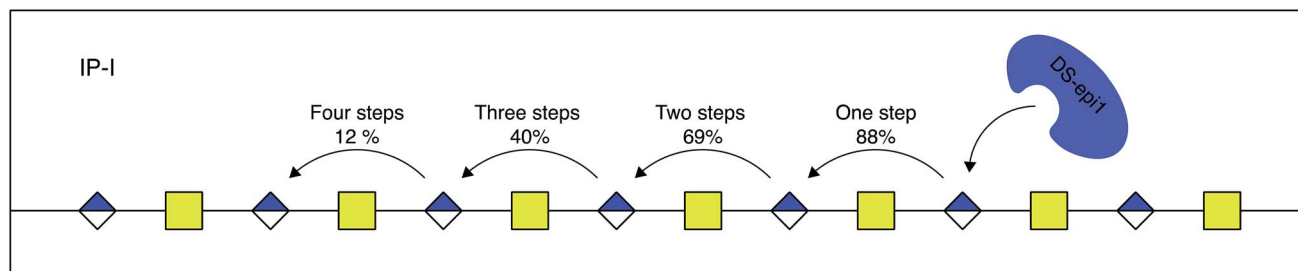 IP-I
Four steps
12 %
Three steps
40%
Two steps
69%
One step
88%
DS-epi1